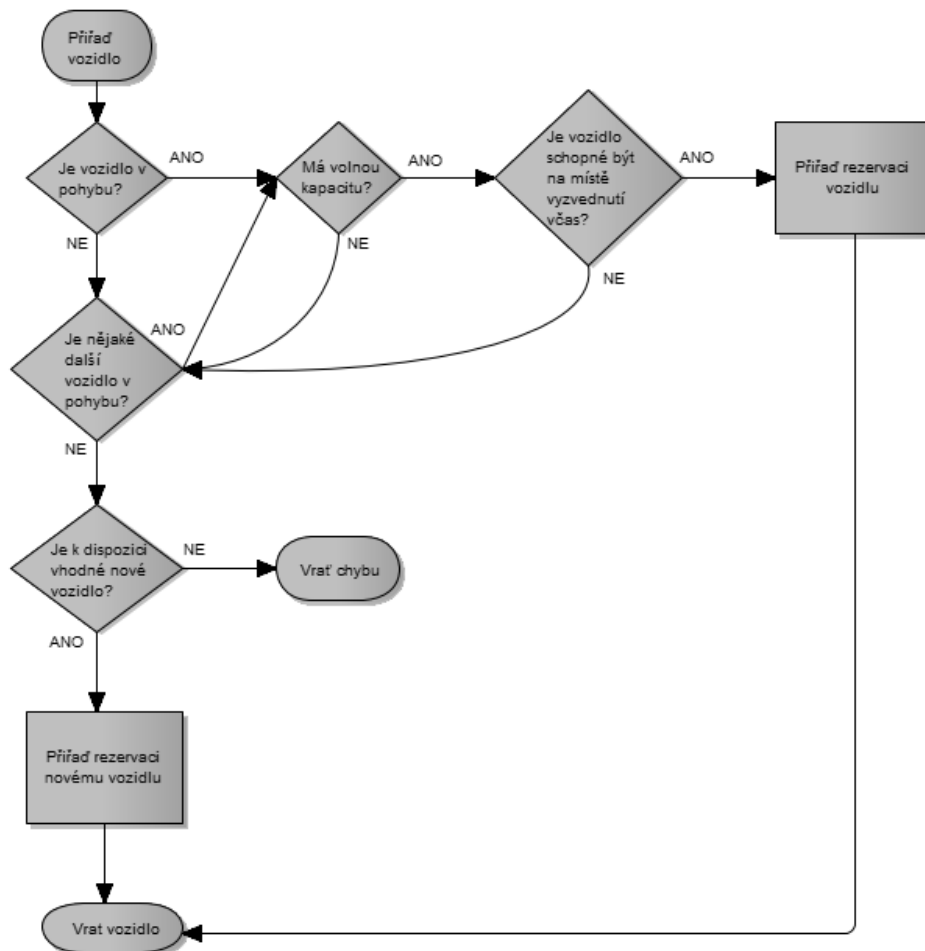 Přiřaď
vozidlo
Je vozidlo v
pohybu?
ANO
Má volnou
kapacitu?
ANO
Je vozidlo
schopné být
na místě
vyzvednutí
včas?
ANO
Přiřaď rezervaci
vozidlu
NE
NE
NE
Je nějaké
další
vozidlo v
pohybu?
ANO
NE
Je k dispozici
vhodné nové
vozidlo?
NE
Vrať chybu
ANO
Přiřaď rezervaci
novému vozidlu
Vrat vozidlo